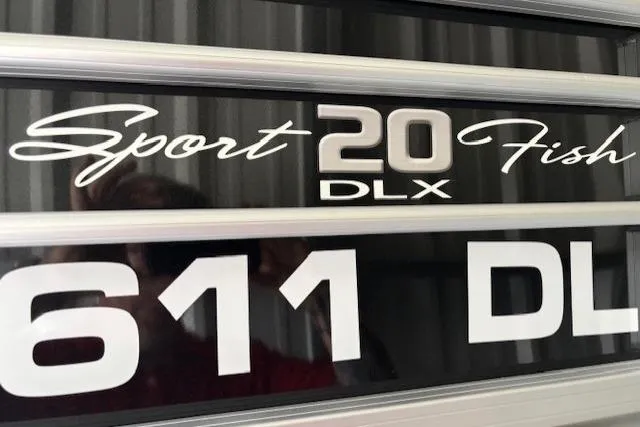 Sport 20 Fish
DLX
611 DL